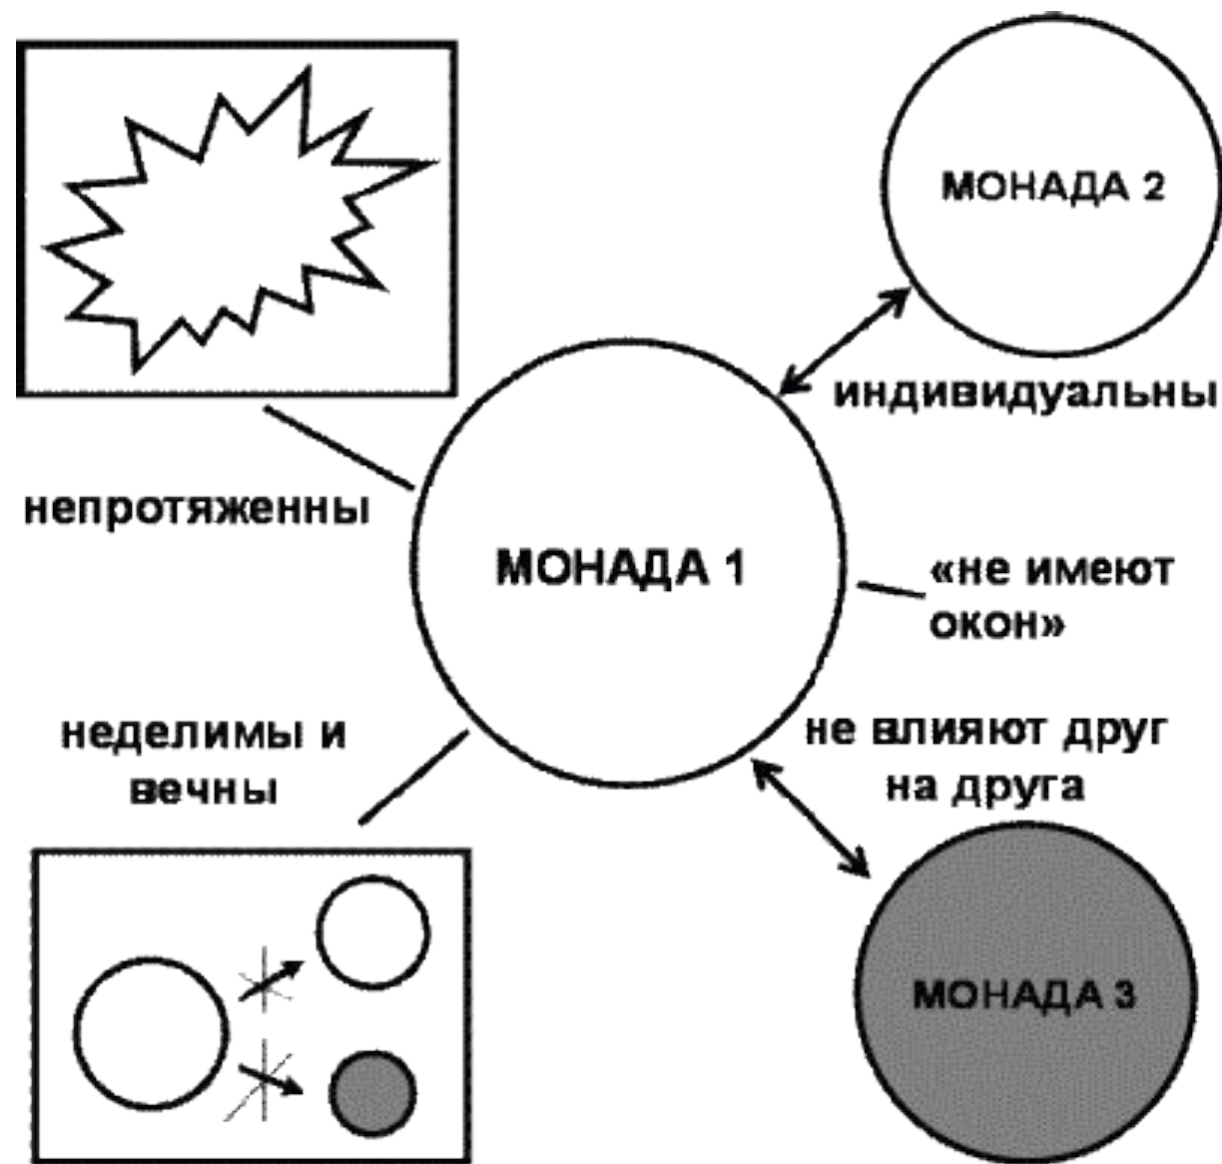 МОНАДА 2
индивидуальны
непротяженны
МОНАДА 1
«не имеют
окон»
неделимы и
вечны
не влияют друг
на друга
МОНАДА 3